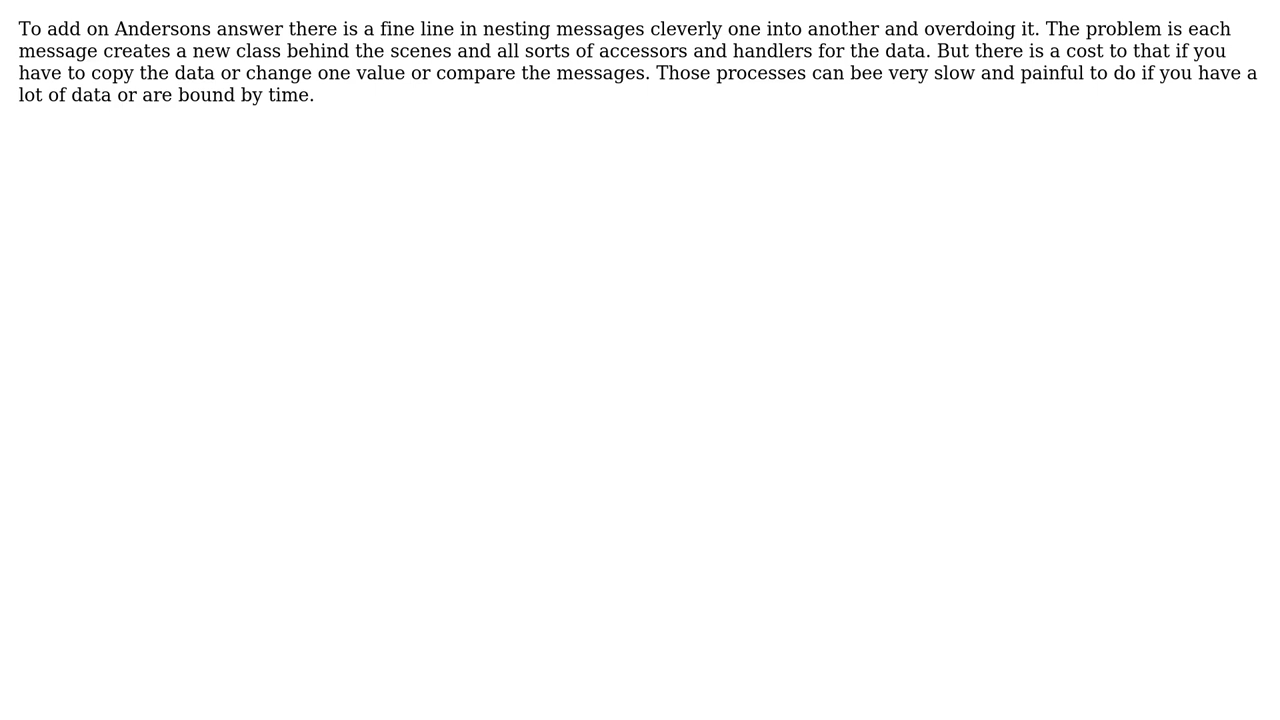 To add on Andersons answer there is a fine line in nesting messages cleverly one into another and overdoing it. The problem is each
message creates a new class behind the scenes and all sorts of accessors and handlers for the data. But there is a cost to that if you
have to copy the data or change one value or compare the messages. Those processes can bee very slow and painful to do if you have a
lot of data or are bound by time.